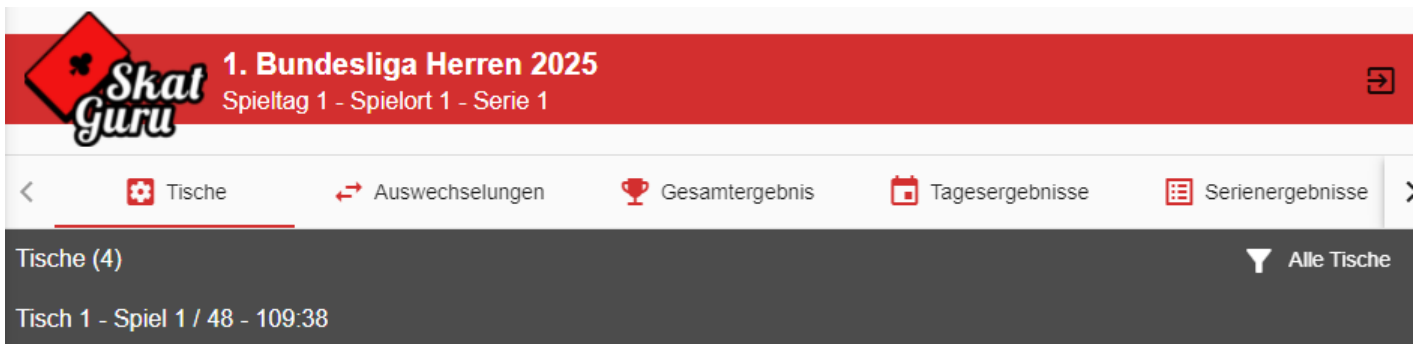 Skat
Guru
1. Bundesliga Herren 2025
Spieltag 1 - Spielort 1 - Serie 1
Tische
Auswechselungen
Gesamtergebnis
Tagesergebnisse
Serienergebnisse
Tische (4)
Alle Tische
Tisch 1 - Spiel 1 / 48 - 109:38